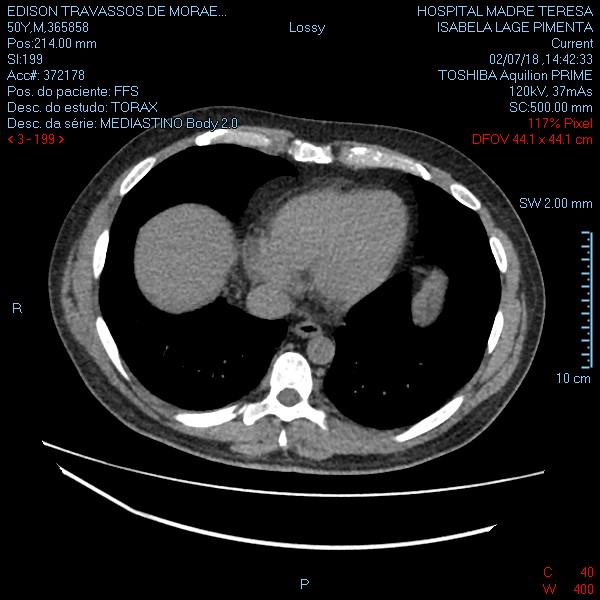 EDISON TRAVASSOS DE MORAE...
50Y,M,365858
Pos:214.00 mm
SI:199
Acc#: 372178
Pos. do paciente: FFS
Desc. do estudo: TORAX
Desc. da série: MEDIASTINO Body 2.0
< 3 - 199 >
Lossy
HOSPITAL MADRE TERESA
ISABELA LAGE PIMENTA
Current
02/07/18 ,14:42:33
TOSHIBA Aquilion PRIME
120kV, 37mAs
SC:500.00 mm
117% Pixel
DFOV 44.1 x 44.1 cm
SW 2.00 mm
R
10 cm
P
C 40
W 400